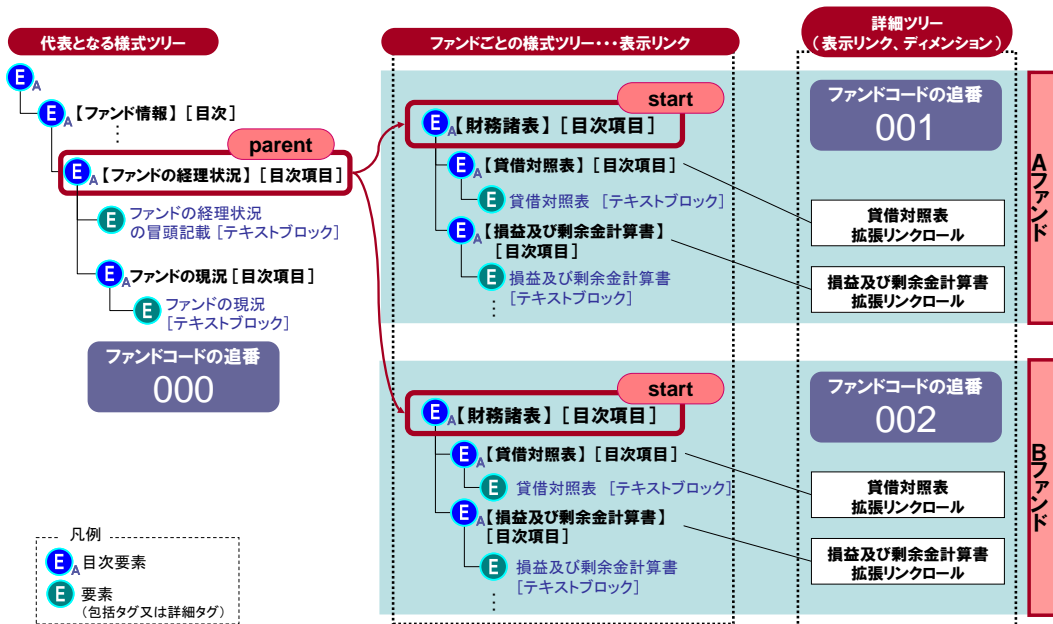 代表となる様式ツリー
E
A
E
A
【ファンド情報】 [目次]
:
parent
E
A
【ファンドの経理状況】 [目次項目]
E
ファンドの経理状況
の冒頭記載 [テキストブロック]
E
A
ファンドの現況 [目次項目]
E
ファンドの現況
[テキストブロック]
ファンドコードの追番
000
凡例
E
A
目次要素
E
要素
(包括タグ又は詳細タグ)
ファンドごとの様式ツリー・・・表示リンク
start
E
A
【財務諸表】 [目次項目]
E
A
【貸借対照表】 [目次項目]
E
貸借対照表 [テキストブロック]
E
A
【損益及び剰余金計算書】
[目次項目]
E
損益及び剰余金計算書
[テキストブロック]
:
start
E
A
【財務諸表】 [目次項目]
E
A
【貸借対照表】 [目次項目]
E
貸借対照表 [テキストブロック]
E
A
【損益及び剰余金計算書】
[目次項目]
E
損益及び剰余金計算書
[テキストブロック]
:
詳細ツリー
(表示リンク、ディメンション)
ファンドコードの追番
001
貸借対照表
拡張リンクロール
損益及び剰余金計算書
拡張リンクロール
Aファンド
ファンドコードの追番
002
貸借対照表
拡張リンクロール
損益及び剰余金計算書
拡張リンクロール
Bファンド